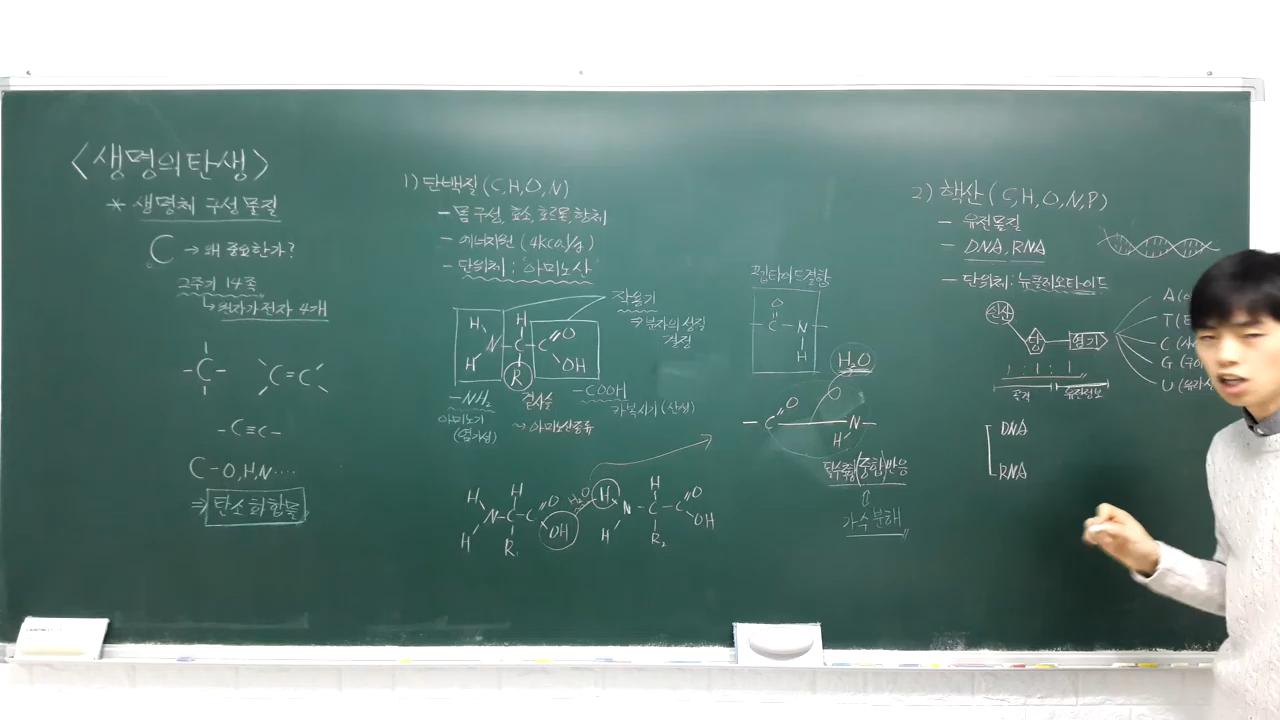 <생명의 탄생>
* 생명체 구성 물질
C → 왜 중요한가?
2주기 14족
↳ 원자가 전자 4개
-C-
C=C
-C≡C-
C-O,H,N....
⇒ 탄소화합물
1) 단백질 (C,H,O,N)
- 몸 구성, 효소, 호르몬, 항체
- 에너지원 (4kcal/g)
- 단위체 : '아미노산'
작용기
⇒ 분자의 성질
결정
H H O
N-C-C
H R OH
-NH₂
아미노기
(염기성)
곁사슬
→ 아미노산 종류
-COOH
카복시기 (산성)
H H O H₂O H H O
N-C-C N-C-C
H R₁ OH H R₂ OH
펩타이드결합
O
-C-N-
H
H₂O
O
-C-N-
H
탈수축합(중합)반응
⇕
가수분해
2) 핵산 (C,H,O,N,P)
- 유전물질
- DNA, RNA
- 단위체 : 뉴클레오타이드
인산 당 염기
1 : 1 : 1
골격 유전정보
A(
T(
C(
G(
U(
DNA
RNA